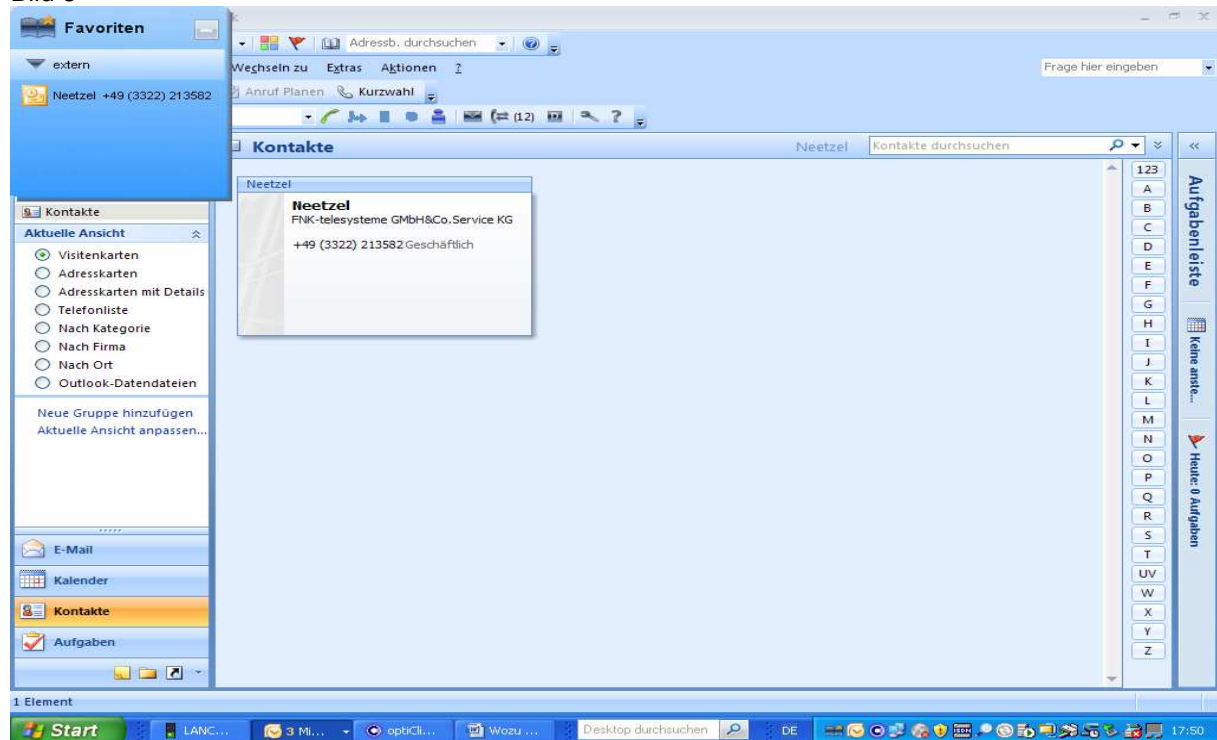 Bild 3
Favoriten
extern
Neetzel +49 (3322) 213582
Adressb. durchsuchen
Wechseln zu Extras Aktionen ?
Frage hier eingeben
Anruf Planen Kurzwahl
(12)
Kontakte
Neetzel
Kontakte durchsuchen
Neetzel
Neetzel
FNK-telesysteme GMbH&Co.Service KG
+49 (3322) 213582 Geschäftlich
Kontakte
Aktuelle Ansicht
Visitenkarten
Adresskarten
Adresskarten mit Details
Telefonliste
Nach Kategorie
Nach Firma
Nach Ort
Outlook-Datendateien
Neue Gruppe hinzufügen
Aktuelle Ansicht anpassen...
E-Mail
Kalender
Kontakte
Aufgaben
123
A
B
C
D
E
F
G
H
I
J
K
L
M
N
O
P
Q
R
S
T
UV
W
X
Y
Z
Aufgabenleiste
Keine anste...
Heute: 0 Aufgaben
1 Element
Start
LANC...
3 Mi...
optiCli...
Wozu ...
Desktop durchsuchen
DE
17:50